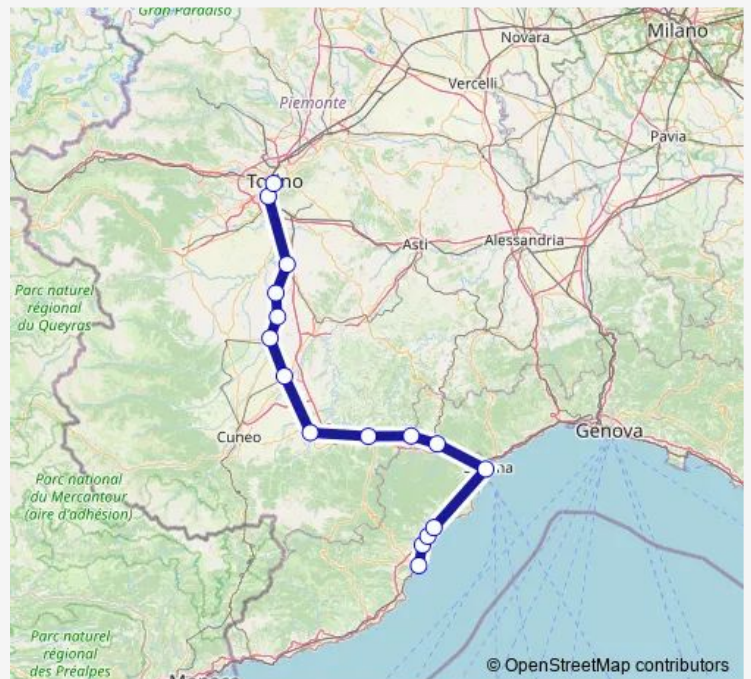 Gran Paradiso
Novara
Milano
Vercelli
Piemonte
Pavia
Torino
Asti
Alessandria
Parc naturel
régional
du Queyras
Cuneo
Genova
Parc national
du Mercantour
(aire d'adhésion)
Parc naturel
régional
des Préalpes
© OpenStreetMap contributors